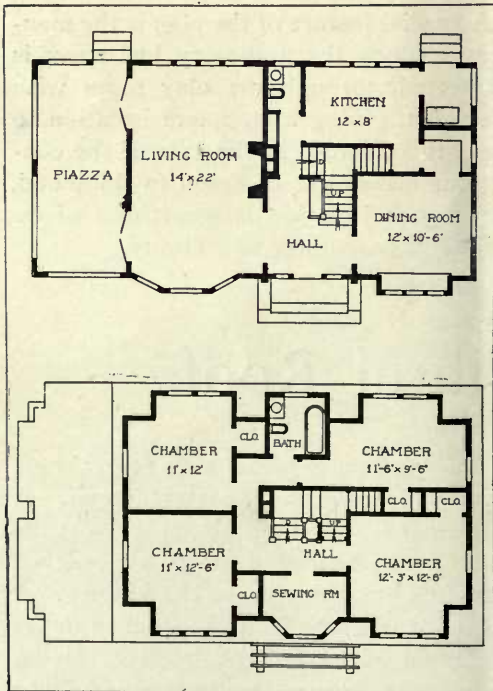 KITCHEN
12'x 8'
LIVING ROOM
14'x22'
PIAZZA
D
UP
DINING ROOM
12'x 10'-6"
HALL
CLO.
BATH
CHAMBER
11'x 12'
CHAMBER
11'-6"x 9'-6"
CLO.
CLO.
D
UP
HALL
CHAMBER
11'x 12'-6"
CHAMBER
12'-3"x 12'-6"
CLO.
SEWING RM